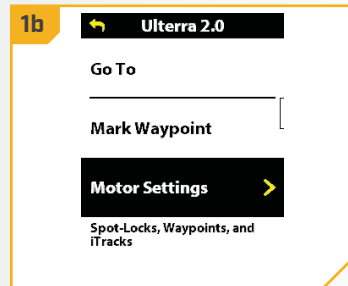 1b
Ulterra 2.0
Go To
Mark Waypoint
Motor Settings
Spot-Locks, Waypoints, and
iTracks